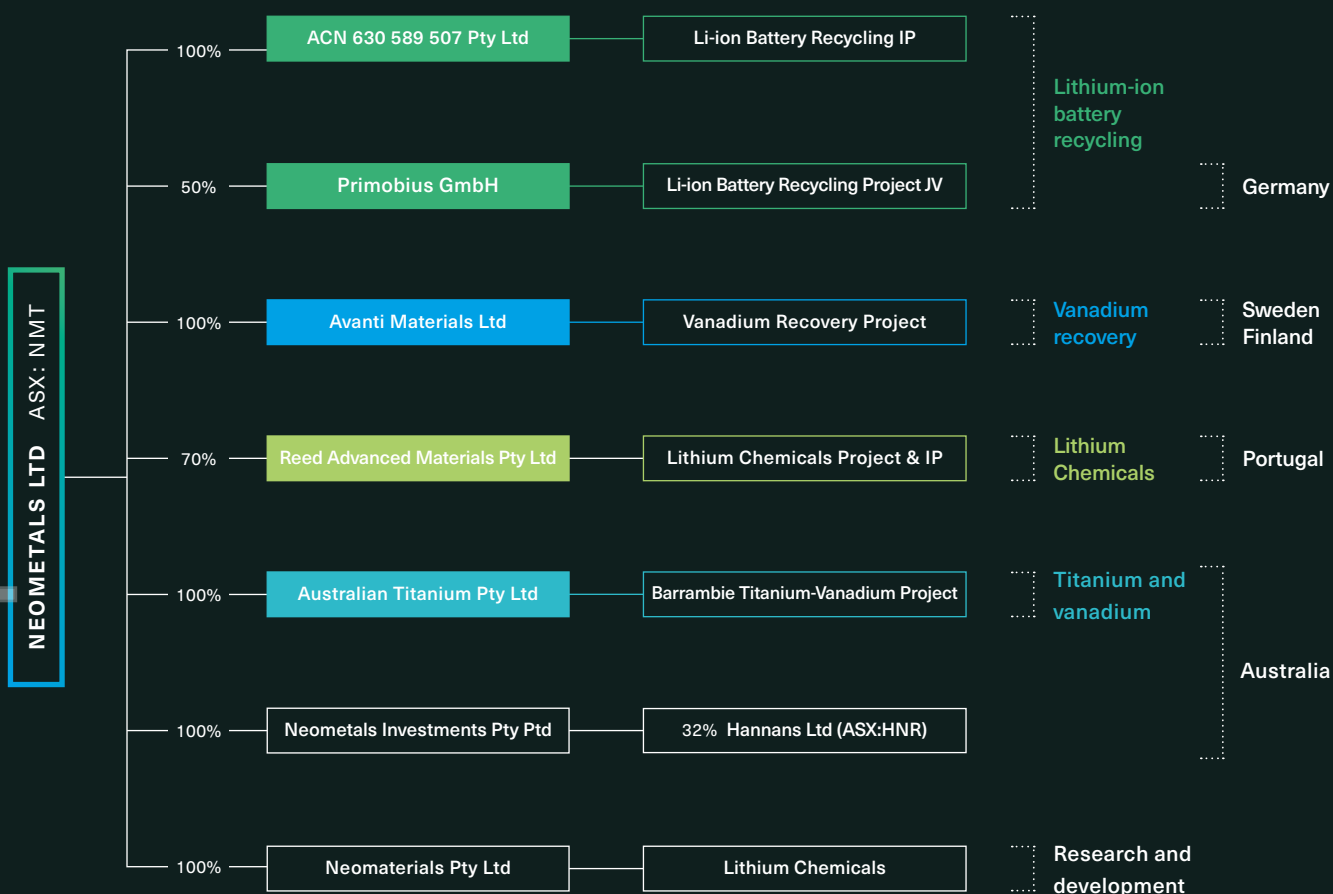 NEOMETALS LTD ASX: NMT
100%
ACN 630 589 507 Pty Ltd
Li-ion Battery Recycling IP
Lithium-ion
battery
recycling
50%
Primobius GmbH
Li-ion Battery Recycling Project JV
Germany
100%
Avanti Materials Ltd
Vanadium Recovery Project
Vanadium
recovery
Sweden
Finland
70%
Reed Advanced Materials Pty Ltd
Lithium Chemicals Project & IP
Lithium
Chemicals
Portugal
100%
Australian Titanium Pty Ltd
Barrambie Titanium-Vanadium Project
Titanium and
vanadium
Australia
100%
Neometals Investments Pty Ptd
32% Hannans Ltd (ASX:HNR)
100%
Neomaterials Pty Ltd
Lithium Chemicals
Research and
development